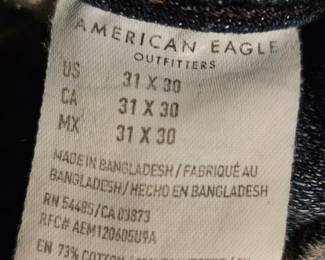 AMERICAN EAGLE
OUTFITTERS
US 31 X 30
CA 31 X 30
MX 31 X 30
MADE IN BANGLADESH / FABRIQUÉ AU
BANGLADESH / HECHO EN BANGLADESH
RN 54485/CA 03873
RFC# AEM120605U9A
EN 73% COTTON /